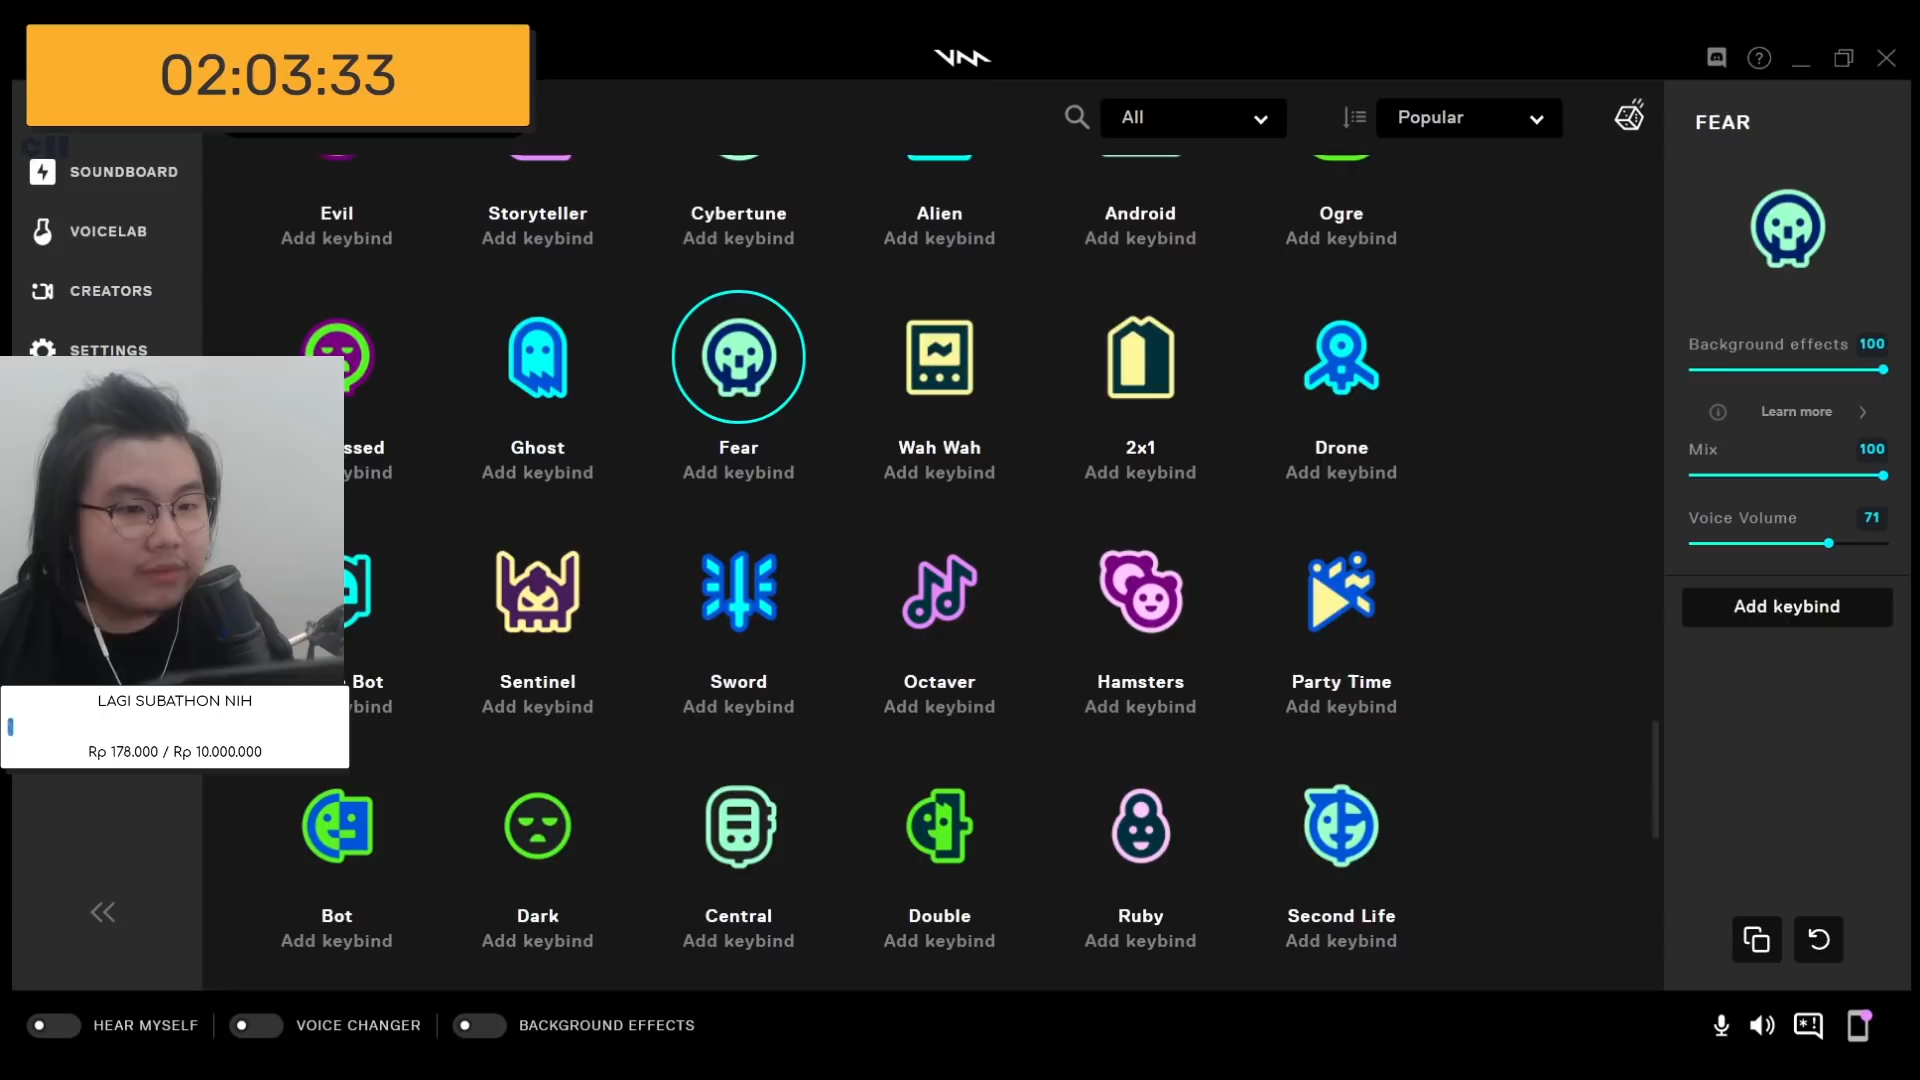 02:03:33
All
Popular
FEAR
SOUNDBOARD
VOICELAB
CREATORS
SETTINGS
Evil
Storyteller
Cybertune
Alien
Android
Ogre
Add keybind
Add keybind
Add keybind
Add keybind
Add keybind
Add keybind
ssed
Ghost
Fear
Wah Wah
2x1
Drone
ybind
Add keybind
Add keybind
Add keybind
Add keybind
Add keybind
Bot
Sentinel
Sword
Octaver
Hamsters
Party Time
bind
Add keybind
Add keybind
Add keybind
Add keybind
Add keybind
Bot
Dark
Central
Double
Ruby
Second Life
Add keybind
Add keybind
Add keybind
Add keybind
Add keybind
Add keybind
LAGI SUBATHON NIH
Rp 178.000 / Rp 10.000.000
Background effects 100
Learn more
Mix 100
Voice Volume 71
Add keybind
HEAR MYSELF
VOICE CHANGER
BACKGROUND EFFECTS